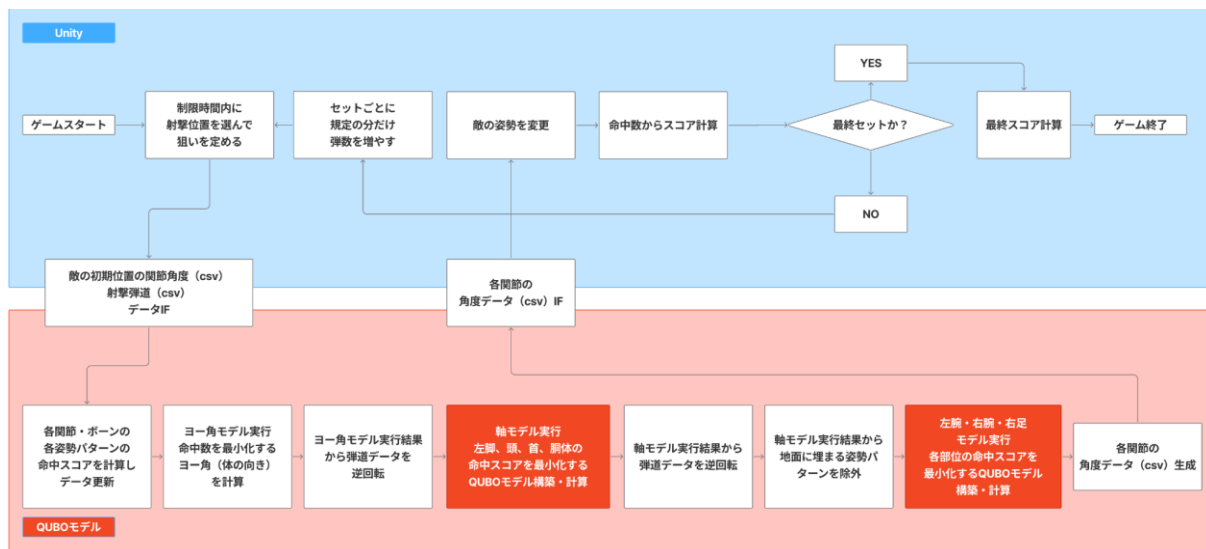 Unity
ゲームスタート
制限時間内に
射撃位置を選んで
狙いを定める
セットごとに
規定の分だけ
弾数を増やす
敵の姿勢を変更
命中数からスコア計算
最終セットか？
YES
NO
最終スコア計算
ゲーム終了
敵の初期位置の関節角度（csv）
射撃弾道（csv）
データIF
各関節の
角度データ（csv）IF
各関節・ボーンの
各姿勢パターンの
命中スコアを計算し
データ更新
ヨー角モデル実行
命中数を最小化する
ヨー角（体の向き）
を計算
ヨー角モデル実行結果
から弾道データを
逆回転
軸モデル実行
左脚、頭、首、胴体の
命中スコアを最小化する
QUBOモデル構築・計算
軸モデル実行結果から
弾道データを逆回転
軸モデル実行結果から
地面に埋まる姿勢パ
ターンを除外
左腕・右腕・右足
モデル実行
各部位の命中スコアを
最小化するQUBOモデル
構築・計算
各関節の
角度データ（csv）生成
QUBOモデル